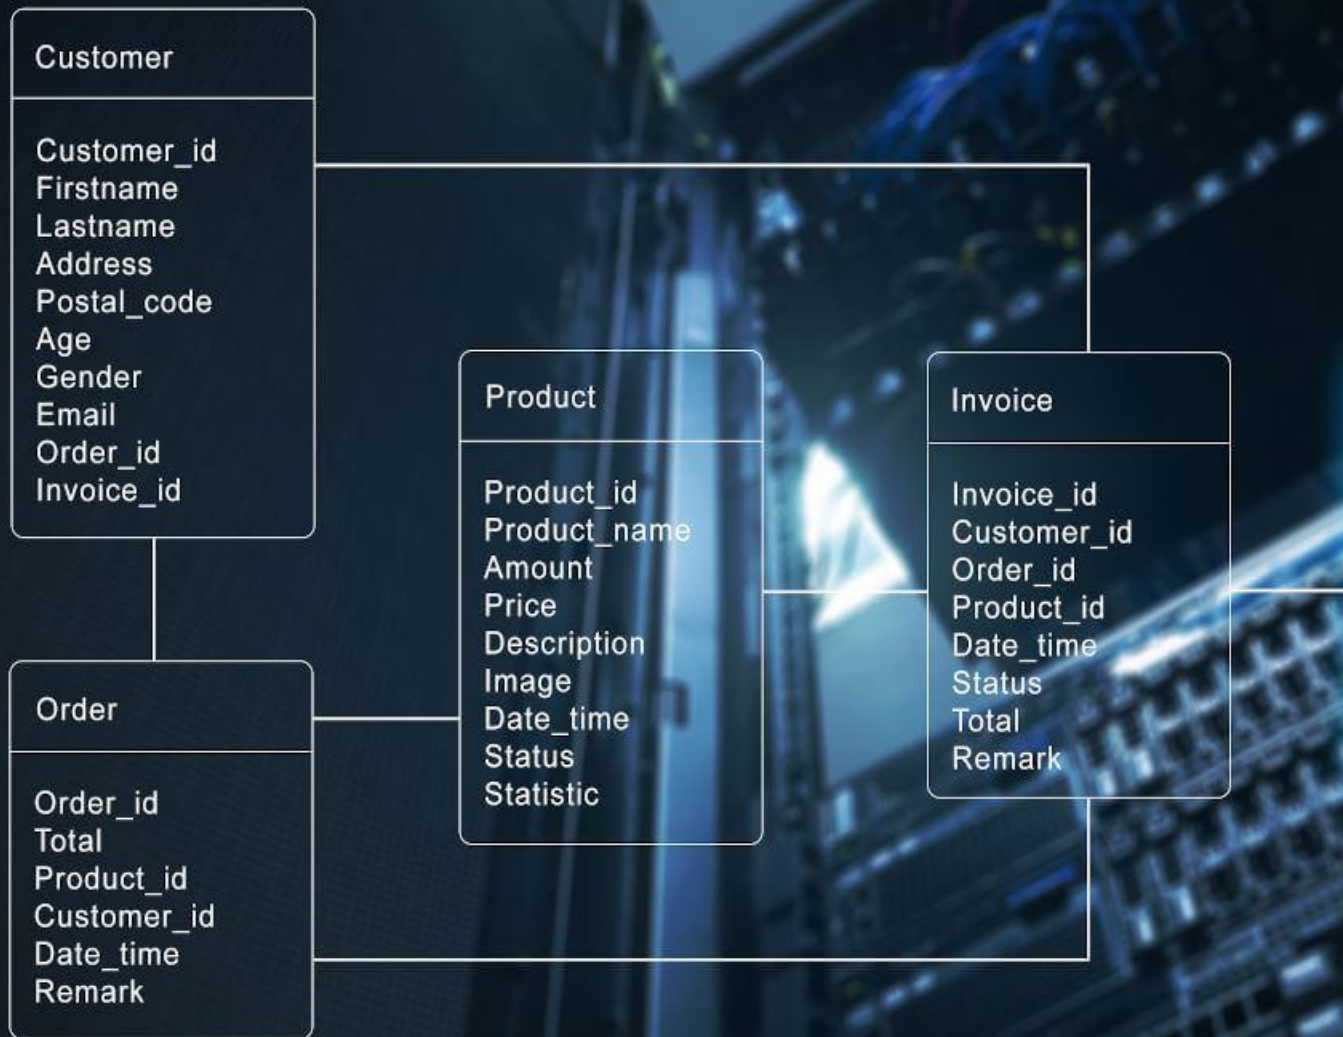 Customer
Customer_id
Firstname
Lastname
Address
Postal_code
Age
Gender
Email
Order_id
Invoice_id
Order
Order_id
Total
Product_id
Customer_id
Date_time
Remark
Product
Product_id
Product_name
Amount
Price
Description
Image
Date_time
Status
Statistic
Invoice
Invoice_id
Customer_id
Order_id
Product_id
Date_time
Status
Total
Remark